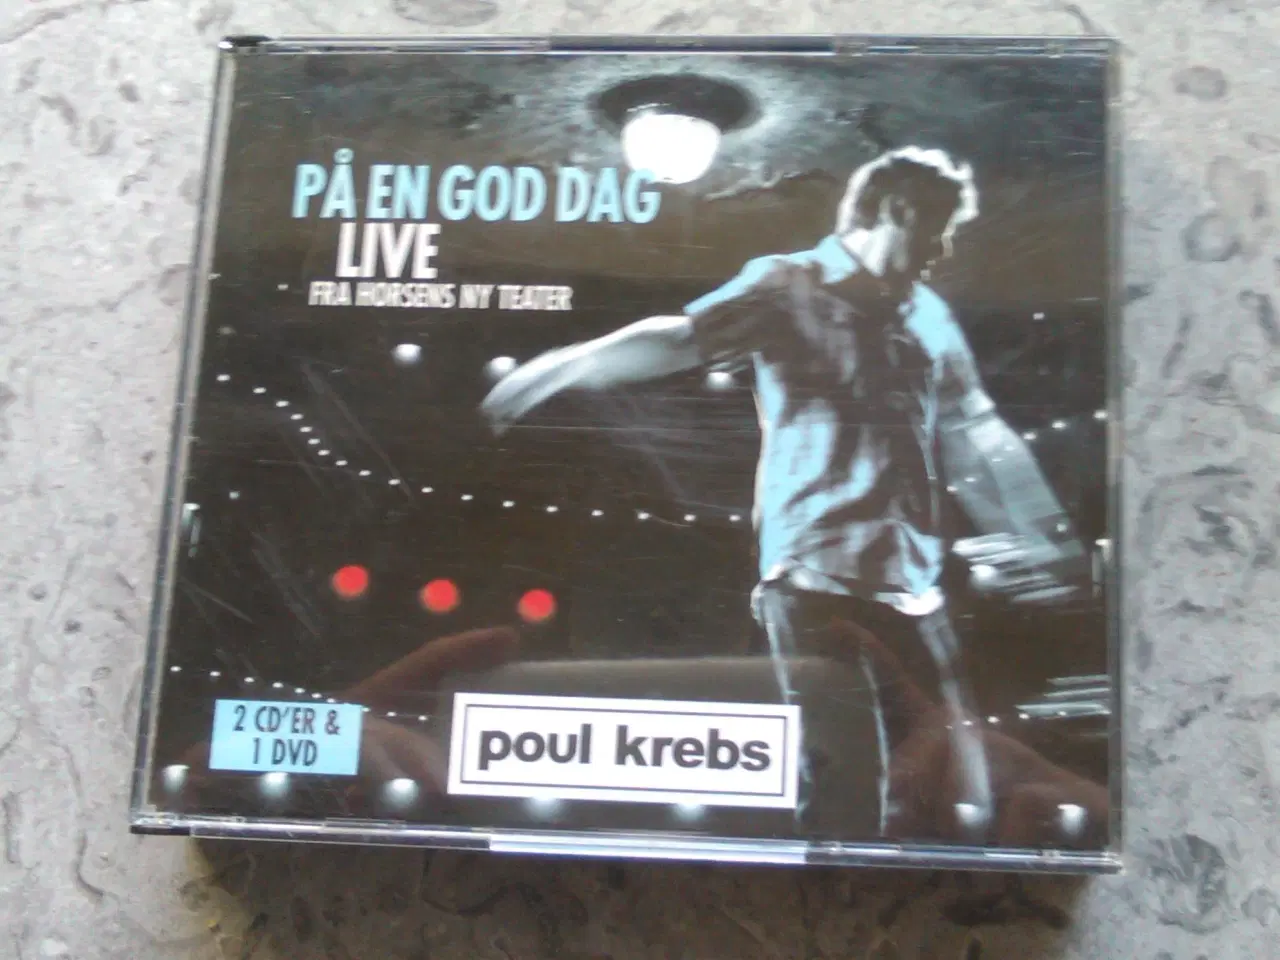 PÅ EN GOD DAG
LIVE
FRA HORSENS NY TEATER
2 CD'ER &
1 DVD
poul krebs